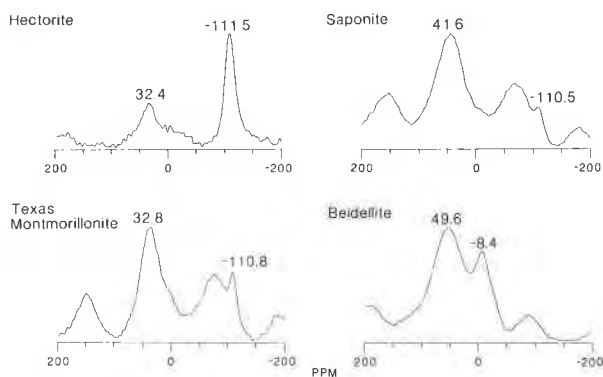 Hectorite
-111 5
32 4
200 0 -200
Saponite
41 6
-110.5
200 0 -200
Texas
Montmorillonite
32.8
-110.8
200 0 -200
Beidellite
49.6
-8.4
200 0 -200
PPM